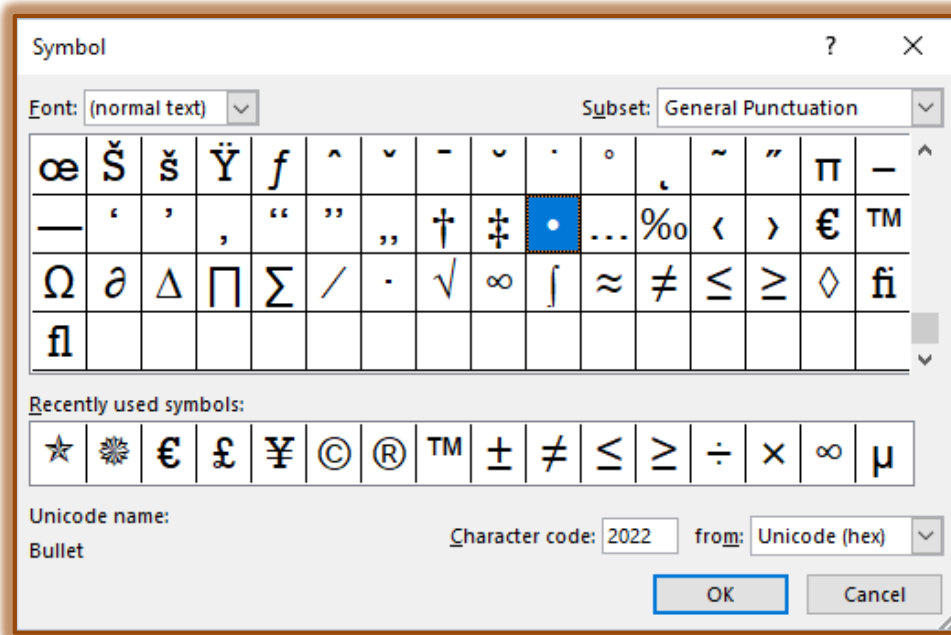 Symbol ? ×
Font: (normal text) Subset: General Punctuation
œ Š š Ÿ ƒ ˆ ˇ ˉ ˘ ˙ ˚ ˛ ˜ ˝ π –
— ‘ ’ ‚ “ ” „ † ‡ • … ‰ ‹ › € ™
Ω ∂ ∆ ∏ ∑ ⁄ ∙ √ ∞ ∫ ≈ ≠ ≤ ≥ ◊ fi
fl
Recently used symbols:
✯ ❃ € £ ¥ © ® ™ ± ≠ ≤ ≥ ÷ × ∞ µ
Unicode name:
Bullet
Character code: 2022 from: Unicode (hex)
OK Cancel